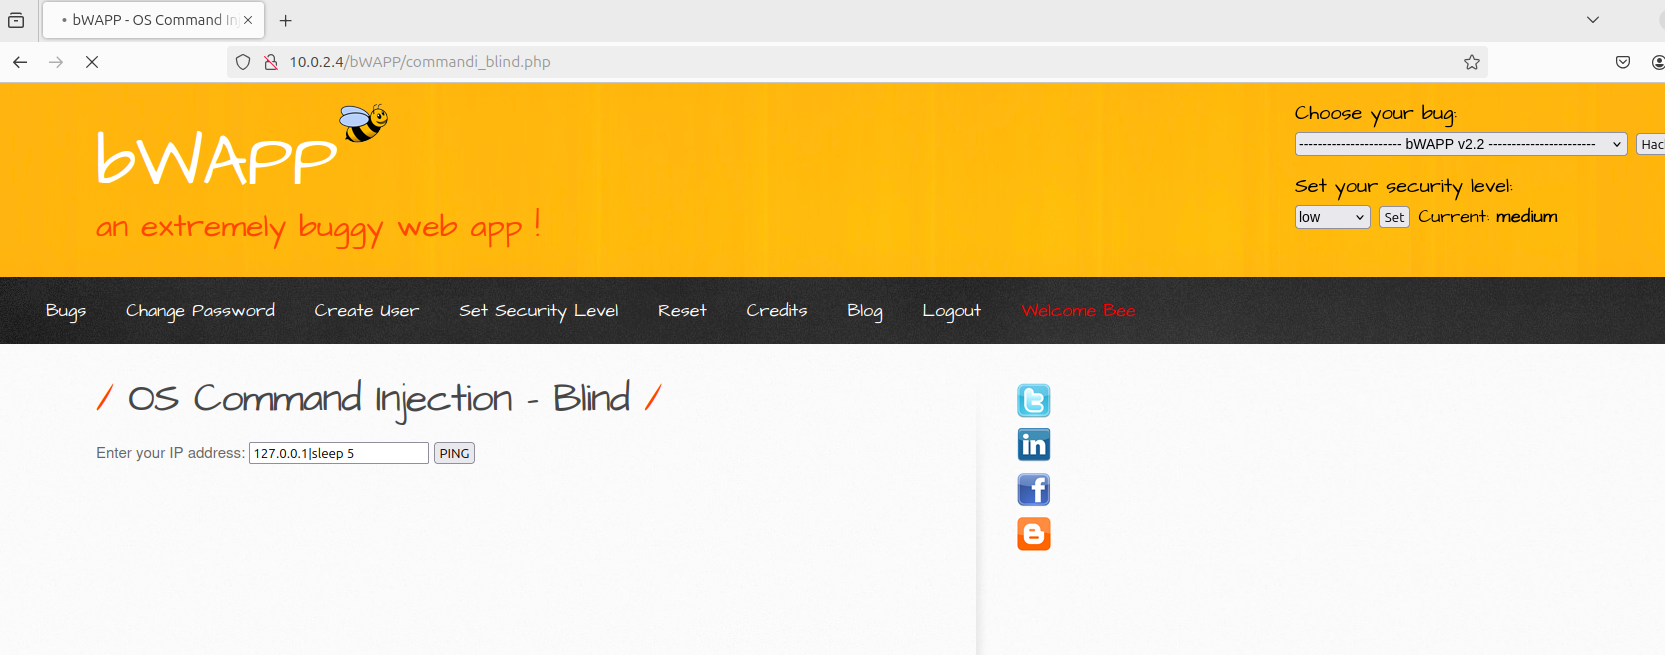 bWAPP - OS Command In
10.0.2.4/bWAPP/commandi_blind.php
bWAPP
an extremely buggy web app !
Choose your bug:
---------------------- bWAPP v2.2 -----------------------
Hac
Set your security level:
low Set Current: medium
Bugs Change Password Create User Set Security Level Reset Credits Blog Logout Welcome Bee
/ OS Command Injection - Blind /
Enter your IP address: 127.0.0.1|sleep 5 PING